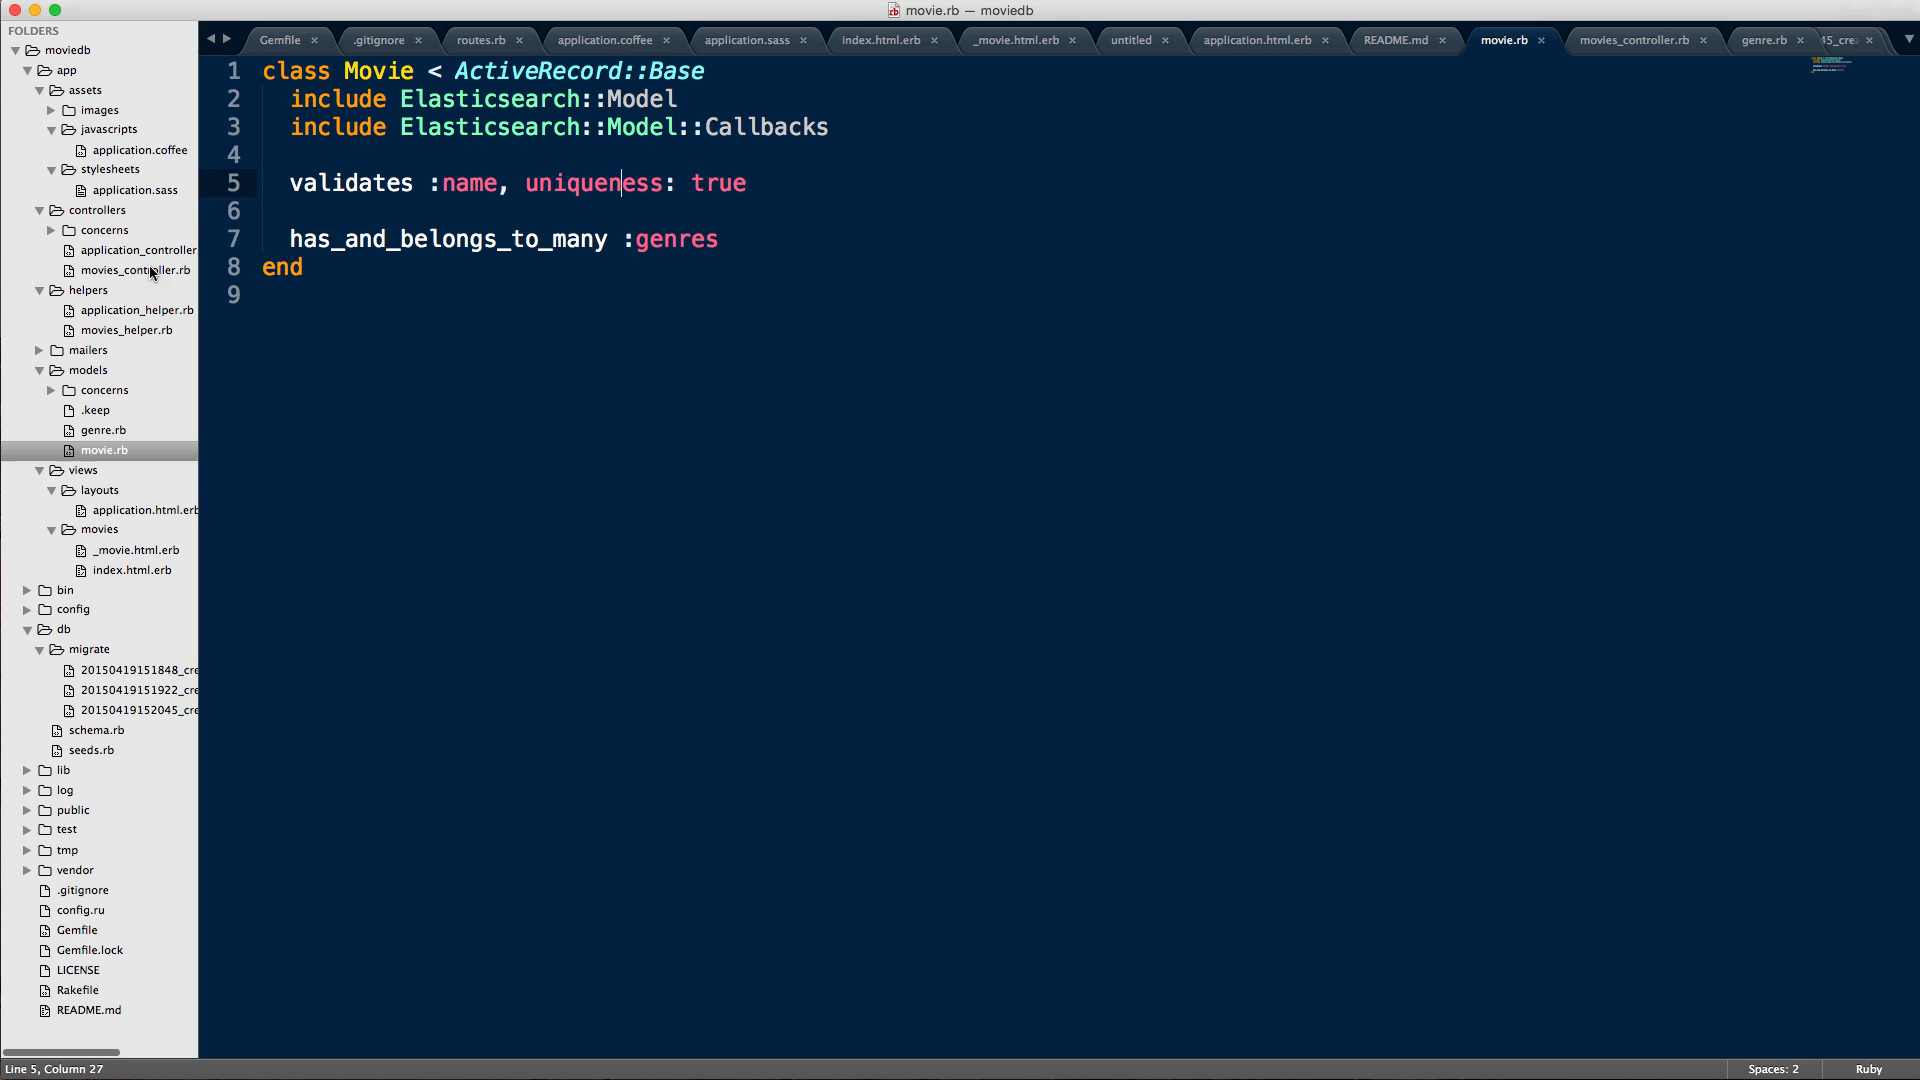 movie.rb — moviedb
FOLDERS
moviedb
app
assets
images
javascripts
application.coffee
stylesheets
application.sass
controllers
concerns
application_controller
movies_controller.rb
helpers
application_helper.rb
movies_helper.rb
mailers
models
concerns
.keep
genre.rb
movie.rb
views
layouts
application.html.erb
movies
_movie.html.erb
index.html.erb
bin
config
db
migrate
20150419151848_cre
20150419151922_cre
20150419152045_cre
schema.rb
seeds.rb
lib
log
public
test
tmp
vendor
.gitignore
config.ru
Gemfile
Gemfile.lock
LICENSE
Rakefile
README.md
Gemfile .gitignore routes.rb application.coffee application.sass index.html.erb _movie.html.erb untitled application.html.erb README.md movie.rb movies_controller.rb genre.rb 45_crea
1 class Movie < ActiveRecord::Base
2 include Elasticsearch::Model
3 include Elasticsearch::Model::Callbacks
4
5 validates :name, uniqueness: true
6
7 has_and_belongs_to_many :genres
8 end
9
Line 5, Column 27 Spaces: 2 Ruby